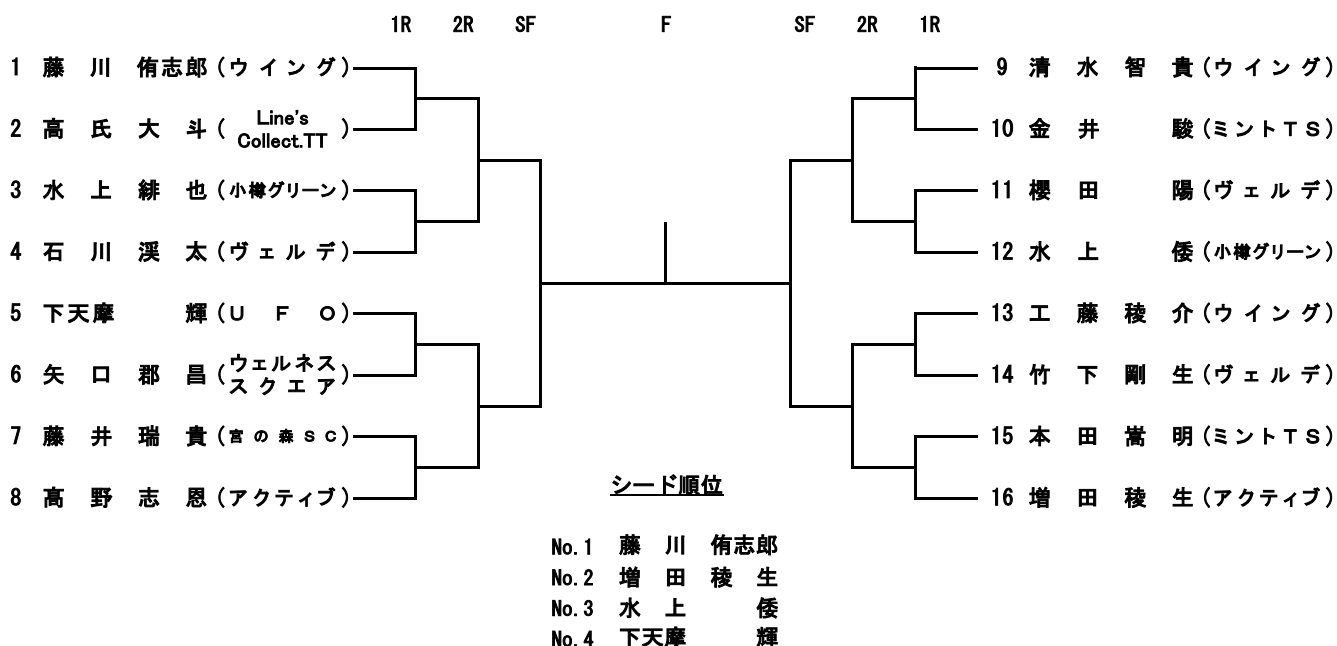 1R 2R SF F SF 2R 1R
1 藤川 侑志郎 (ウイング) 9 清水智貴 (ウイング)
2 高氏大斗 (Line's Collect.TT) 10 金井 駿 (ミントTS)
3 水上緋也 (小樽グリーン) 11 櫻田 陽 (ヴェルデ)
4 石川渓太 (ヴェルデ) 12 水上 倭 (小樽グリーン)
5 下天摩 輝 (UFO) 13 工藤稜介 (ウイング)
6 矢口郡昌 (ウェルネススクエア) 14 竹下剛生 (ヴェルデ)
7 藤井瑞貴 (宮の森SC) 15 本田嵩明 (ミントTS)
8 髙野志恩 (アクティブ) 16 増田稜生 (アクティブ)
シード順位
No.1 藤川 侑志郎
No.2 増田稜生
No.3 水上 倭
No.4 下天摩 輝